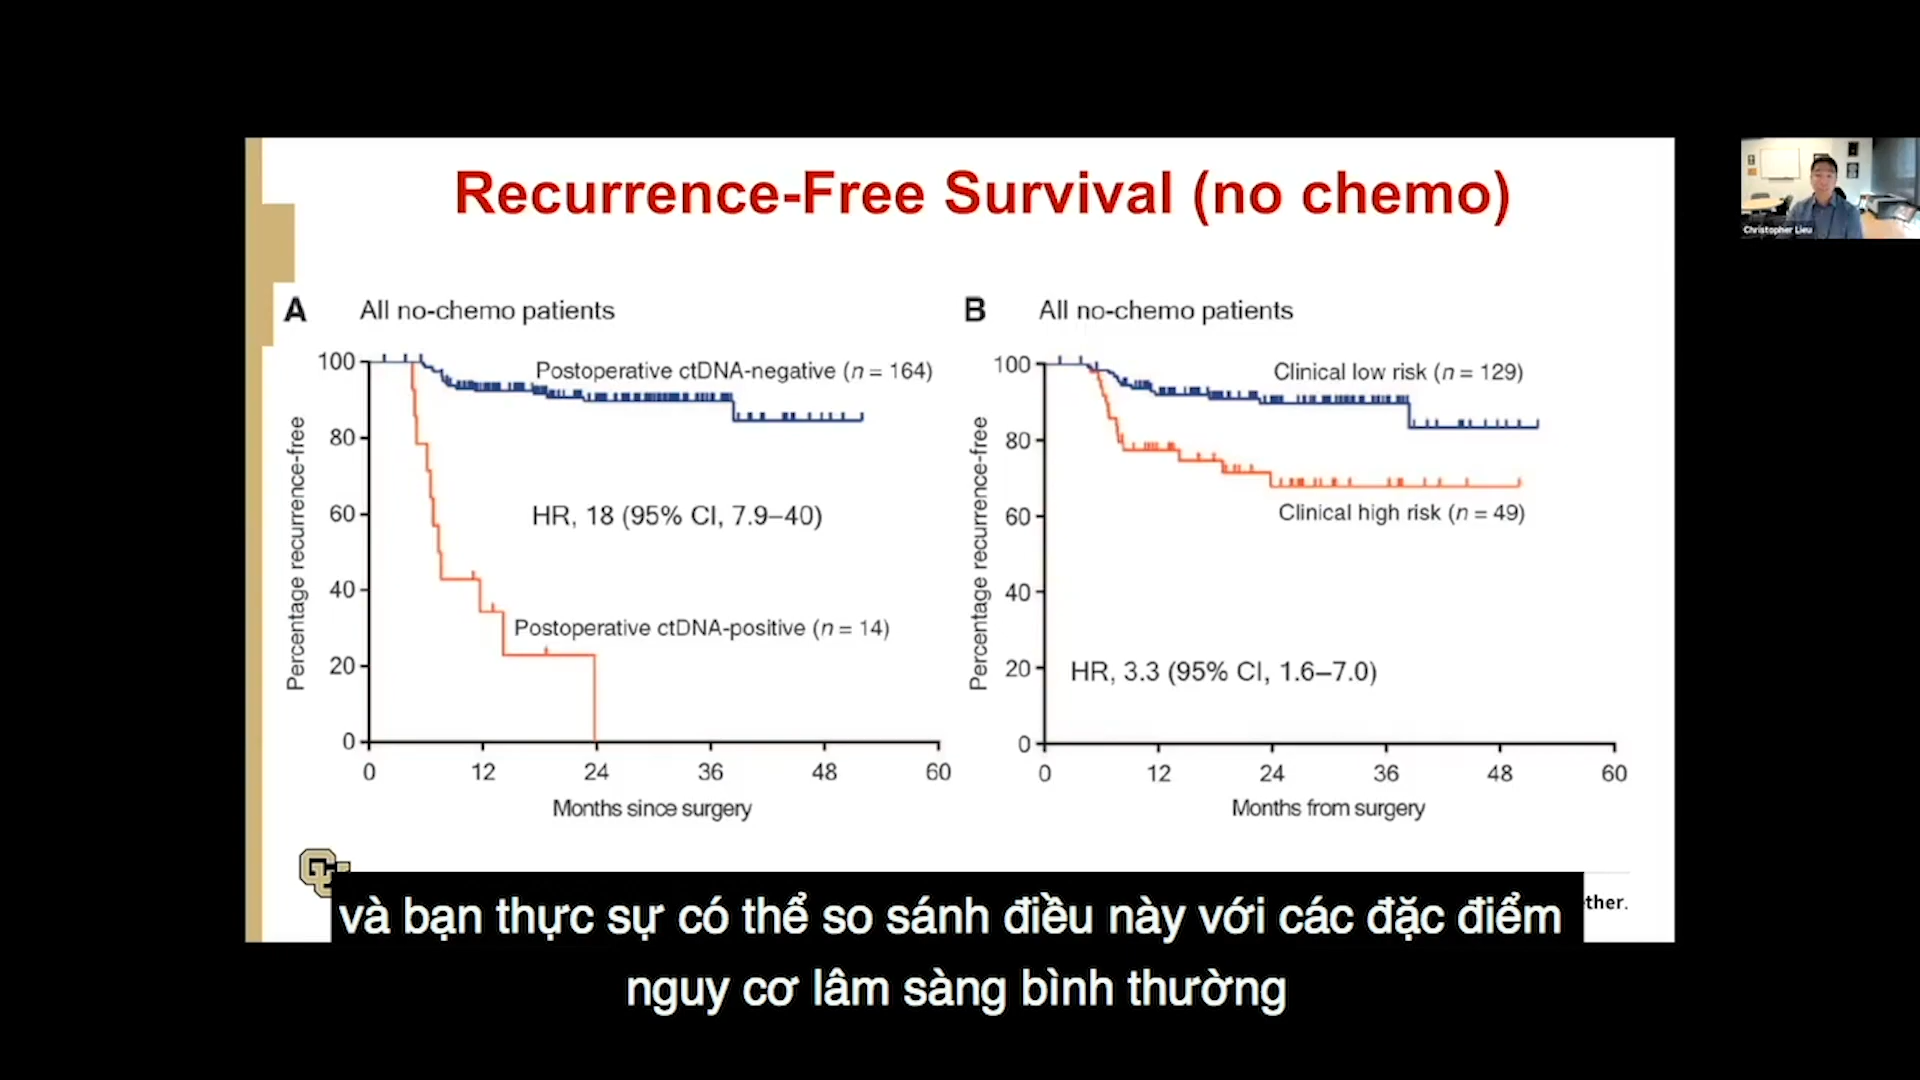 Recurrence-Free Survival (no chemo)
Christopher Lieu
A All no-chemo patients
100
80
60
40
20
0
Percentage recurrence-free
Postoperative ctDNA-negative (n = 164)
HR, 18 (95% CI, 7.9–40)
Postoperative ctDNA-positive (n = 14)
0 12 24 36 48 60
Months since surgery
B All no-chemo patients
100
80
60
40
20
0
Percentage recurrence-free
Clinical low risk (n = 129)
Clinical high risk (n = 49)
HR, 3.3 (95% CI, 1.6–7.0)
0 12 24 36 48 60
Months from surgery
và bạn thực sự có thể so sánh điều này với các đặc điểm
nguy cơ lâm sàng bình thường